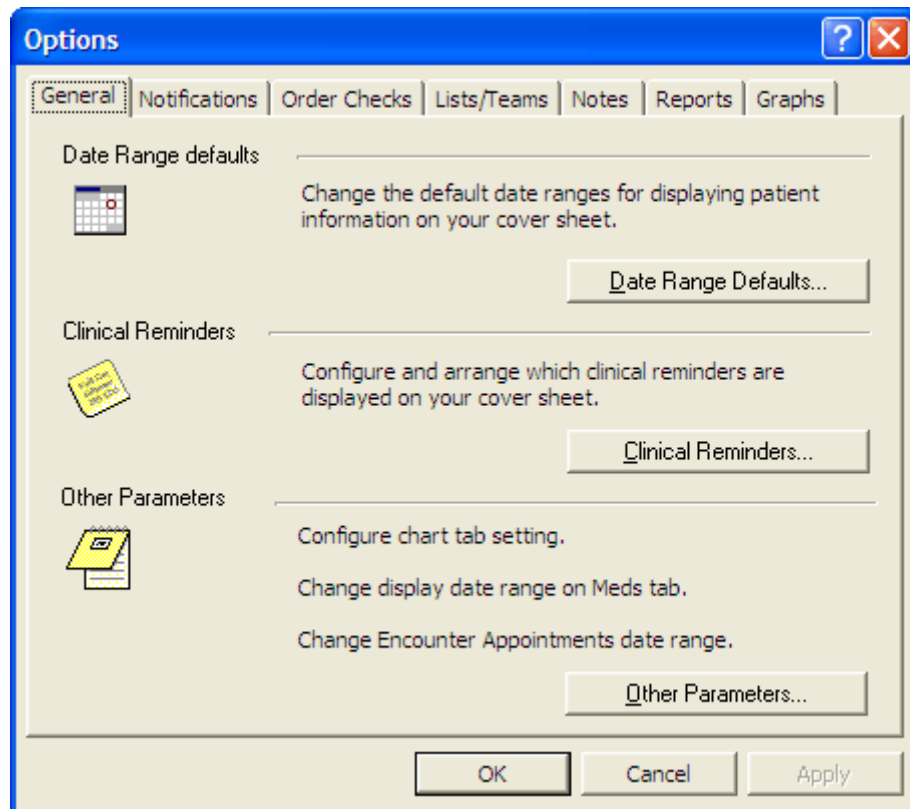 Options
General Notifications Order Checks Lists/Teams Notes Reports Graphs
Date Range defaults
Change the default date ranges for displaying patient
information on your cover sheet.
Date Range Defaults...
Clinical Reminders
Configure and arrange which clinical reminders are
displayed on your cover sheet.
Clinical Reminders...
Other Parameters
Configure chart tab setting.
Change display date range on Meds tab.
Change Encounter Appointments date range.
Other Parameters...
OK Cancel Apply